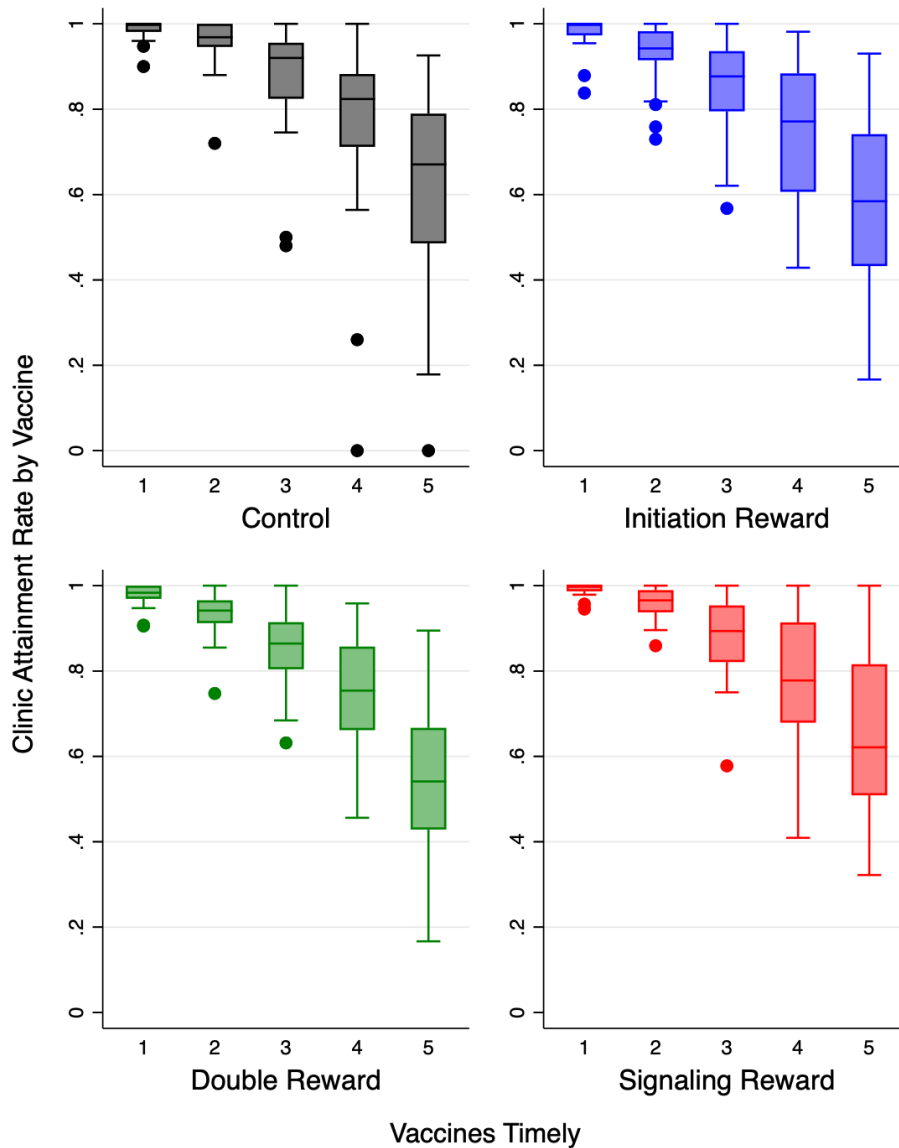 Clinic Attainment Rate by Vaccine
1
.8
.6
.4
.2
0
1 2 3 4 5
Control
1
.8
.6
.4
.2
0
1 2 3 4 5
Initiation Reward
1
.8
.6
.4
.2
0
1 2 3 4 5
Double Reward
1
.8
.6
.4
.2
0
1 2 3 4 5
Signaling Reward
Vaccines Timely